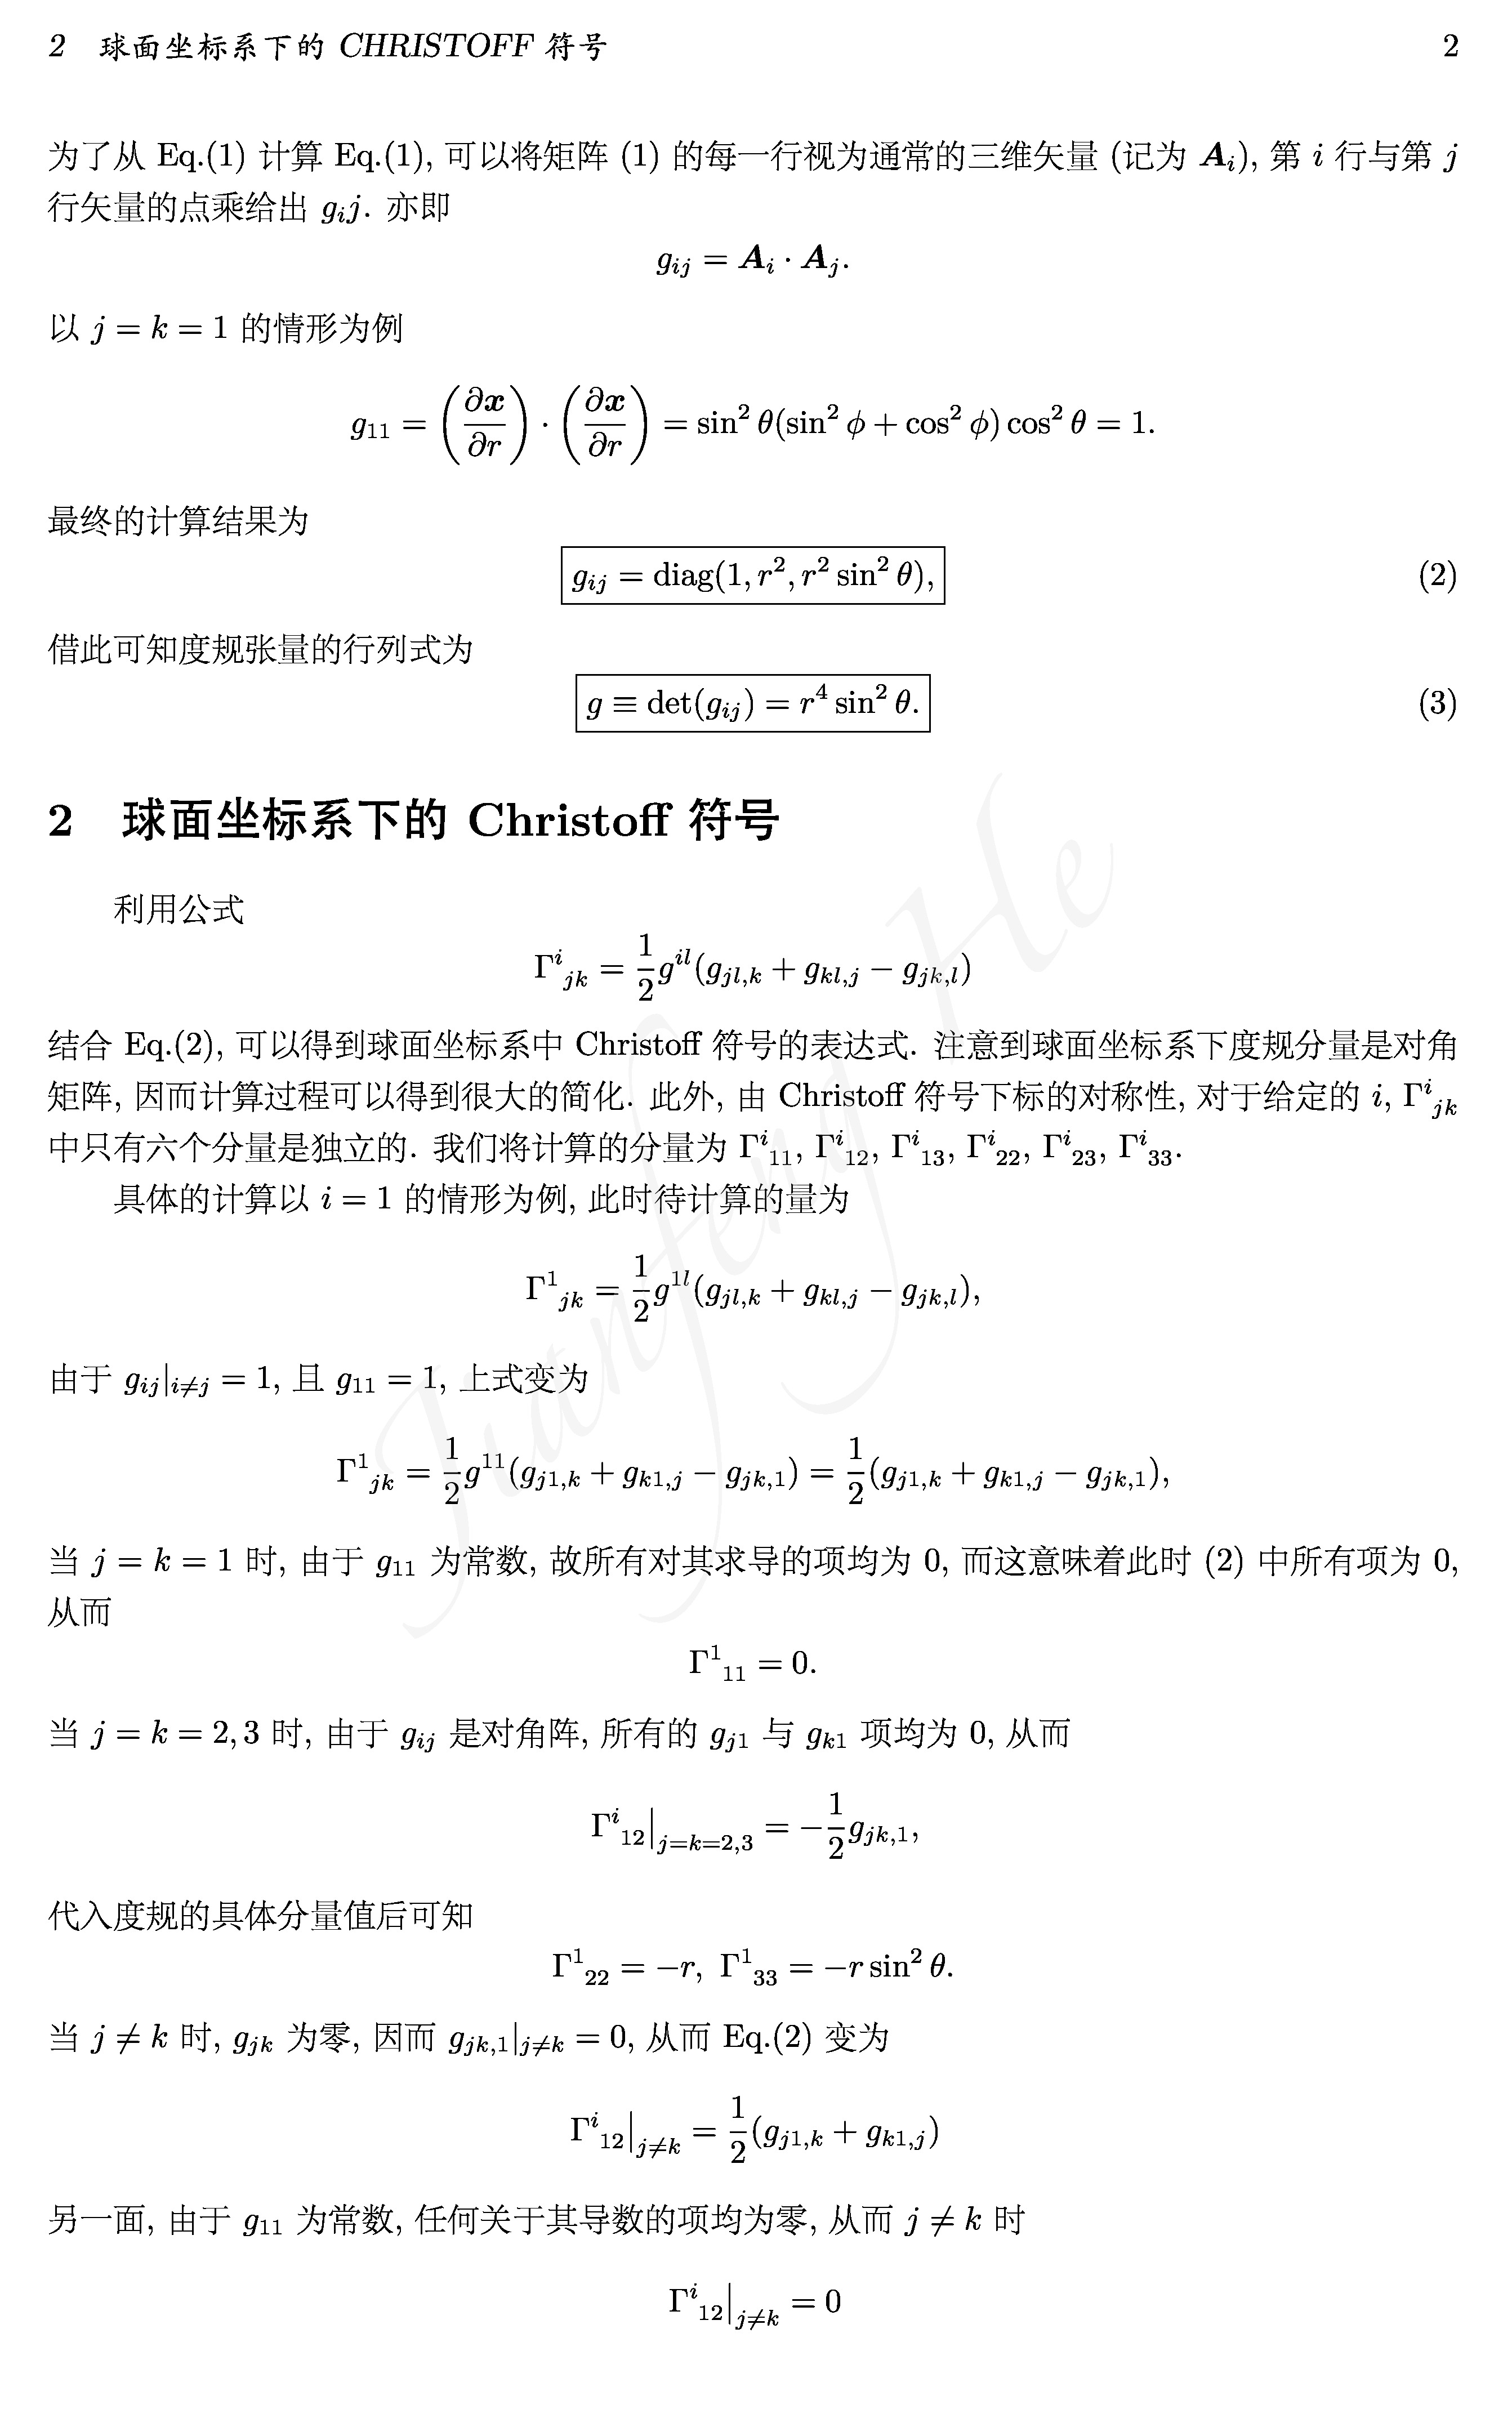 2 球面坐标系下的 CHRISTOFF 符号 2
为了从 Eq.(1) 计算 Eq.(1), 可以将矩阵 (1) 的每一行视为通常的三维矢量 (记为 $\boldsymbol{A}_i$), 第 $i$ 行与第 $j$
行矢量的点乘给出 $g_i j$. 亦即
$g_{ij} = \boldsymbol{A}_i \cdot \boldsymbol{A}_j.$
以 $j = k = 1$ 的情形为例
$g_{11} = \left(\frac{\partial \boldsymbol{x}}{\partial r}\right) \cdot \left(\frac{\partial \boldsymbol{x}}{\partial r}\right) = \sin^2 \theta(\sin^2 \phi + \cos^2 \phi) \cos^2 \theta = 1.$
最终的计算结果为
$g_{ij} = \mathrm{diag}(1, r^2, r^2 \sin^2 \theta),$ (2)
借此可知度规张量的行列式为
$g \equiv \det(g_{ij}) = r^4 \sin^2 \theta.$ (3)
2 球面坐标系下的 Christoff 符号
利用公式
$\Gamma^i{}_{jk} = \frac{1}{2} g^{il}(g_{jl,k} + g_{kl,j} - g_{jk,l})$
结合 Eq.(2), 可以得到球面坐标系中 Christoff 符号的表达式. 注意到球面坐标系下度规分量是对角
矩阵, 因而计算过程可以得到很大的简化. 此外, 由 Christoff 符号下标的对称性, 对于给定的 $i$, $\Gamma^i{}_{jk}$
中只有六个分量是独立的. 我们将计算的分量为 $\Gamma^i{}_{11}$, $\Gamma^i{}_{12}$, $\Gamma^i{}_{13}$, $\Gamma^i{}_{22}$, $\Gamma^i{}_{23}$, $\Gamma^i{}_{33}$.
具体的计算以 $i = 1$ 的情形为例, 此时待计算的量为
$\Gamma^1{}_{jk} = \frac{1}{2} g^{1l}(g_{jl,k} + g_{kl,j} - g_{jk,l}),$
由于 $g_{ij}|_{i \neq j} = 1$, 且 $g_{11} = 1$, 上式变为
$\Gamma^1{}_{jk} = \frac{1}{2} g^{11}(g_{j1,k} + g_{k1,j} - g_{jk,1}) = \frac{1}{2}(g_{j1,k} + g_{k1,j} - g_{jk,1}),$
当 $j = k = 1$ 时, 由于 $g_{11}$ 为常数, 故所有对其求导的项均为 0, 而这意味着此时 (2) 中所有项为 0,
从而
$\Gamma^1{}_{11} = 0.$
当 $j = k = 2, 3$ 时, 由于 $g_{ij}$ 是对角阵, 所有的 $g_{j1}$ 与 $g_{k1}$ 项均为 0, 从而
$\Gamma^i{}_{12}\big|_{j=k=2,3} = -\frac{1}{2} g_{jk,1},$
代入度规的具体分量值后可知
$\Gamma^1{}_{22} = -r,\ \Gamma^1{}_{33} = -r \sin^2 \theta.$
当 $j \neq k$ 时, $g_{jk}$ 为零, 因而 $g_{jk,1}|_{j \neq k} = 0$, 从而 Eq.(2) 变为
$\Gamma^i{}_{12}\big|_{j \neq k} = \frac{1}{2}(g_{j1,k} + g_{k1,j})$
另一面, 由于 $g_{11}$ 为常数, 任何关于其导数的项均为零, 从而 $j \neq k$ 时
$\Gamma^i{}_{12}\big|_{j \neq k} = 0$
Jianfeng He